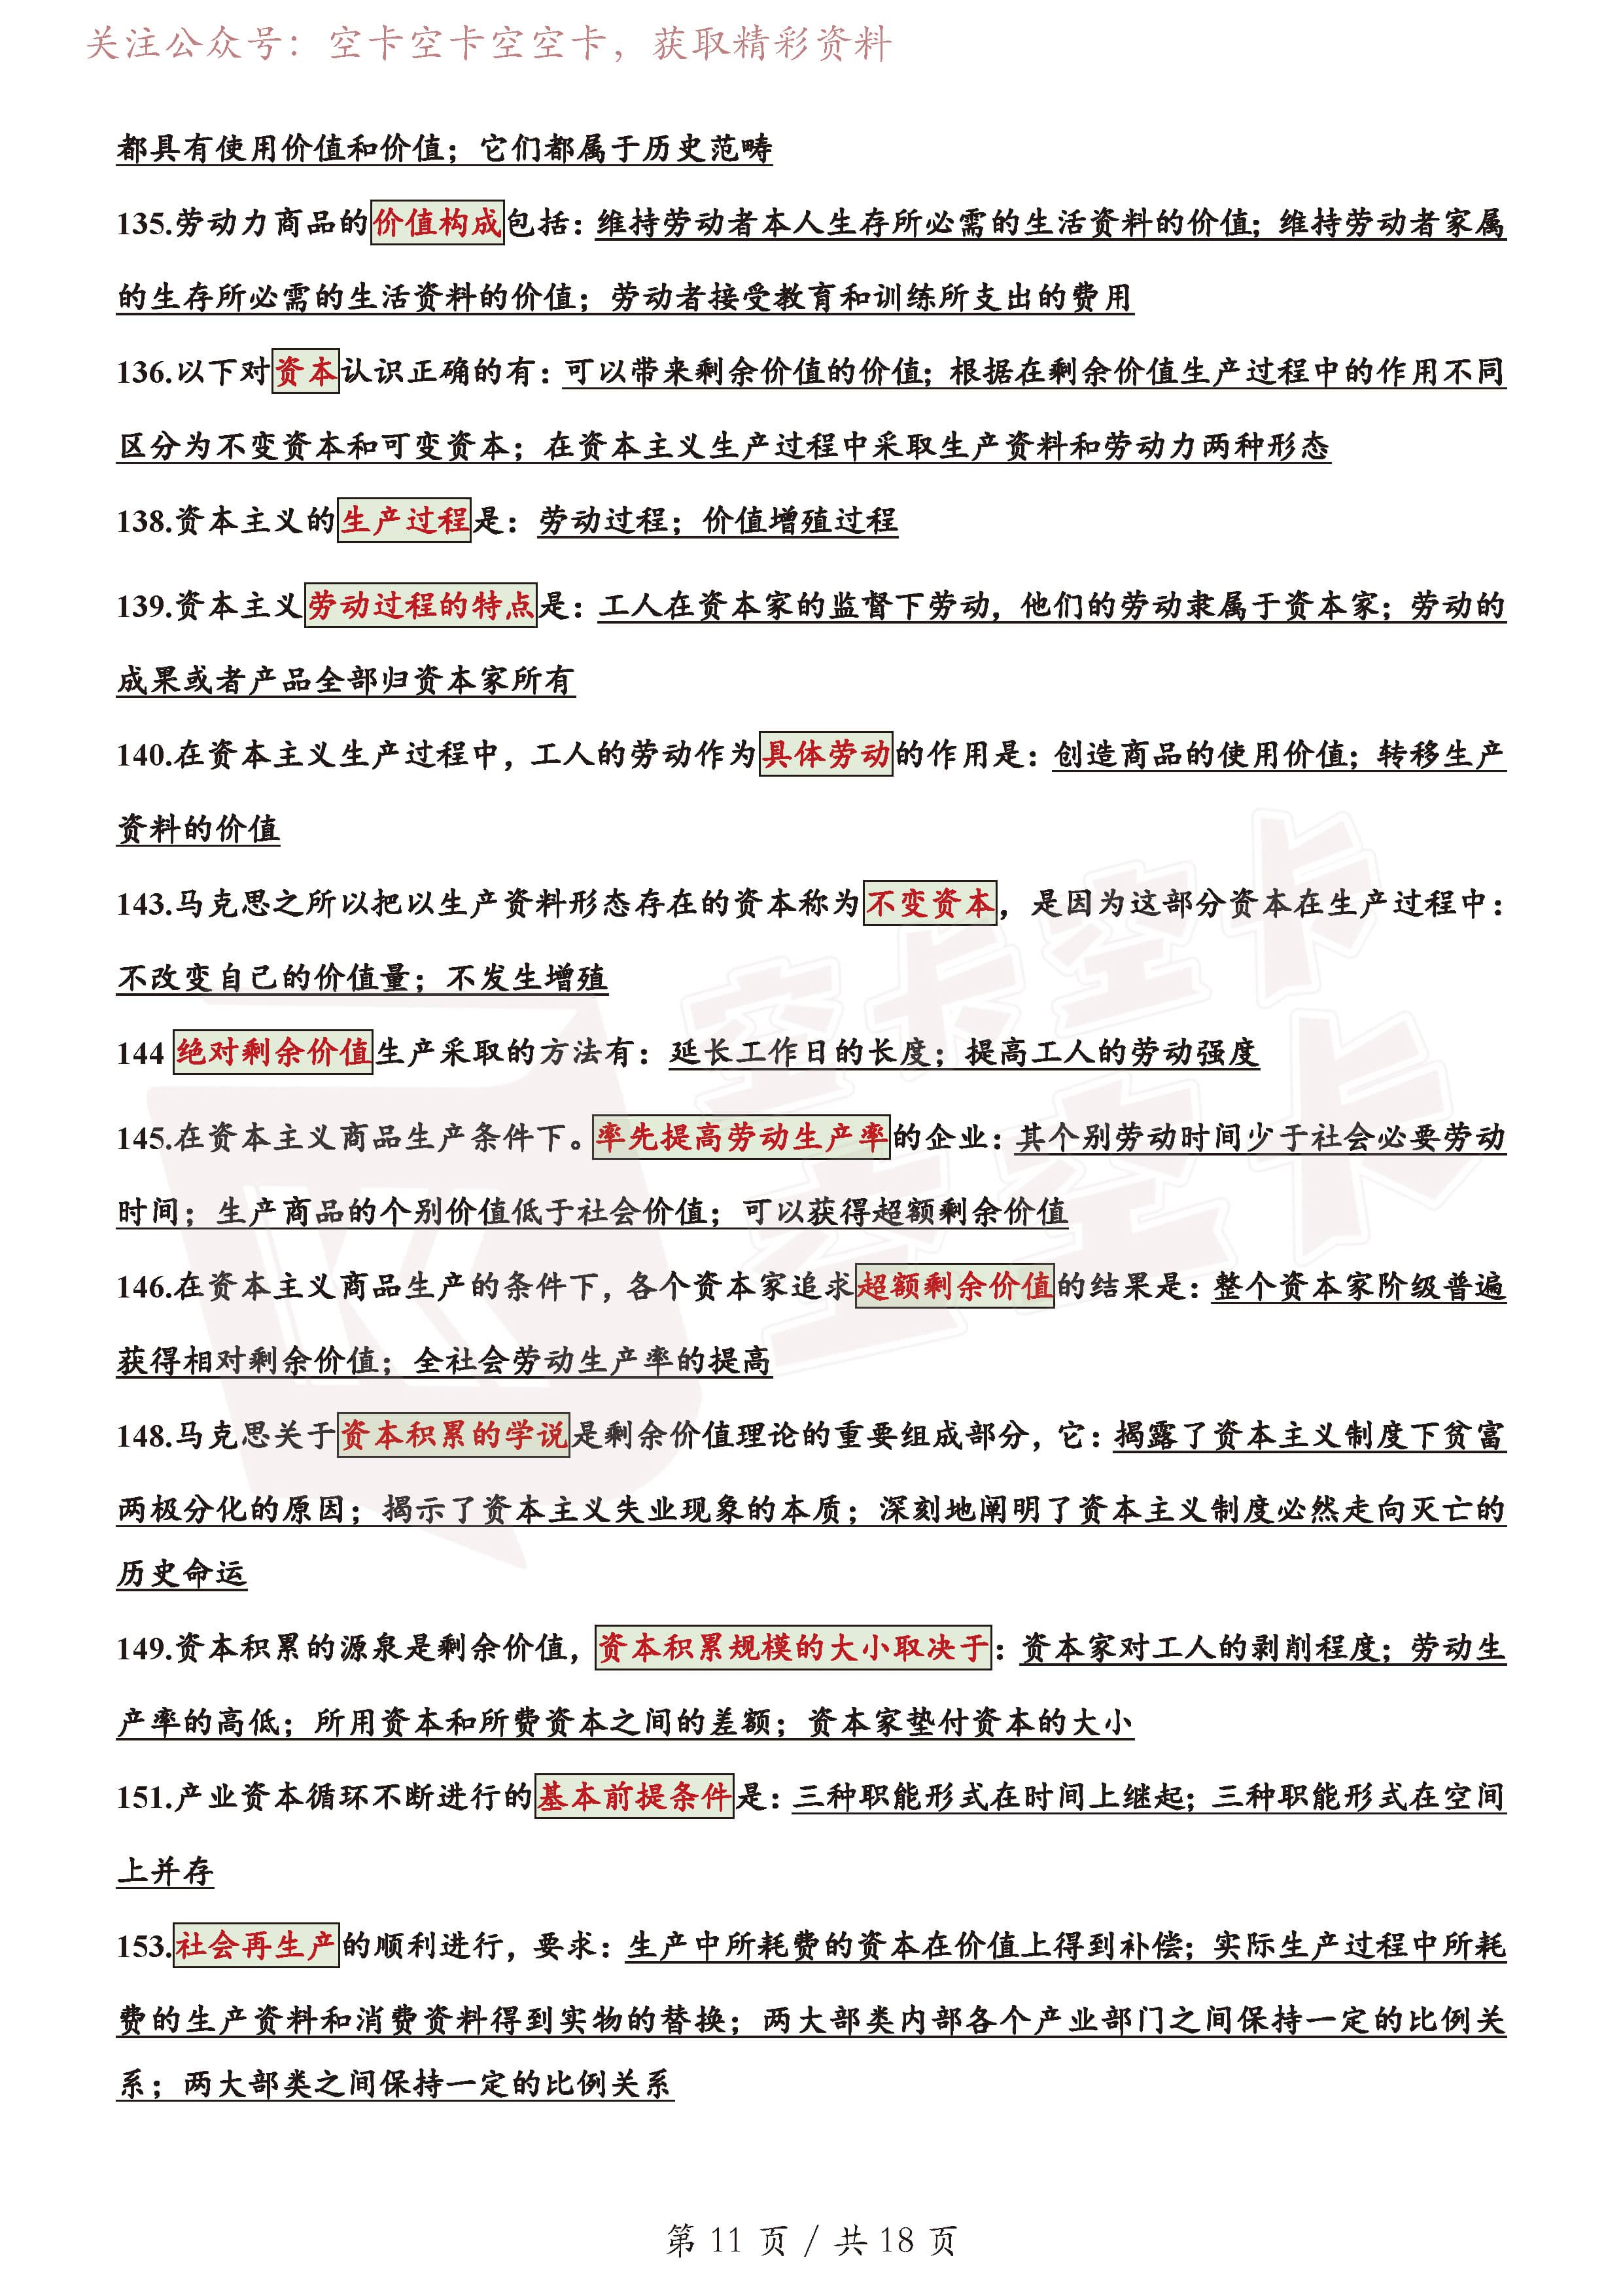 关注公众号：空卡空卡空空卡，获取精彩资料
都具有使用价值和价值；它们都属于历史范畴
135.劳动力商品的价值构成包括：维持劳动者本人生存所必需的生活资料的价值；维持劳动者家属
的生存所必需的生活资料的价值；劳动者接受教育和训练所支出的费用
136.以下对资本认识正确的有：可以带来剩余价值的价值；根据在剩余价值生产过程中的作用不同
区分为不变资本和可变资本；在资本主义生产过程中采取生产资料和劳动力两种形态
138.资本主义的生产过程是：劳动过程；价值增殖过程
139.资本主义劳动过程的特点是：工人在资本家的监督下劳动，他们的劳动隶属于资本家；劳动的
成果或者产品全部归资本家所有
140.在资本主义生产过程中，工人的劳动作为具体劳动的作用是：创造商品的使用价值；转移生产
资料的价值
143.马克思之所以把以生产资料形态存在的资本称为不变资本，是因为这部分资本在生产过程中：
不改变自己的价值量；不发生增殖
144 绝对剩余价值生产采取的方法有：延长工作日的长度；提高工人的劳动强度
145.在资本主义商品生产条件下。率先提高劳动生产率的企业：其个别劳动时间少于社会必要劳动
时间；生产商品的个别价值低于社会价值；可以获得超额剩余价值
146.在资本主义商品生产的条件下，各个资本家追求超额剩余价值的结果是：整个资本家阶级普遍
获得相对剩余价值；全社会劳动生产率的提高
148.马克思关于资本积累的学说是剩余价值理论的重要组成部分，它：揭露了资本主义制度下贫富
两极分化的原因；揭示了资本主义失业现象的本质；深刻地阐明了资本主义制度必然走向灭亡的
历史命运
149.资本积累的源泉是剩余价值，资本积累规模的大小取决于：资本家对工人的剥削程度；劳动生
产率的高低；所用资本和所费资本之间的差额；资本家垫付资本的大小
151.产业资本循环不断进行的基本前提条件是：三种职能形式在时间上继起；三种职能形式在空间
上并存
153.社会再生产的顺利进行，要求：生产中所耗费的资本在价值上得到补偿；实际生产过程中所耗
费的生产资料和消费资料得到实物的替换；两大部类内部各个产业部门之间保持一定的比例关
系；两大部类之间保持一定的比例关系
空卡空卡
空空卡
第 11 页 / 共 18 页